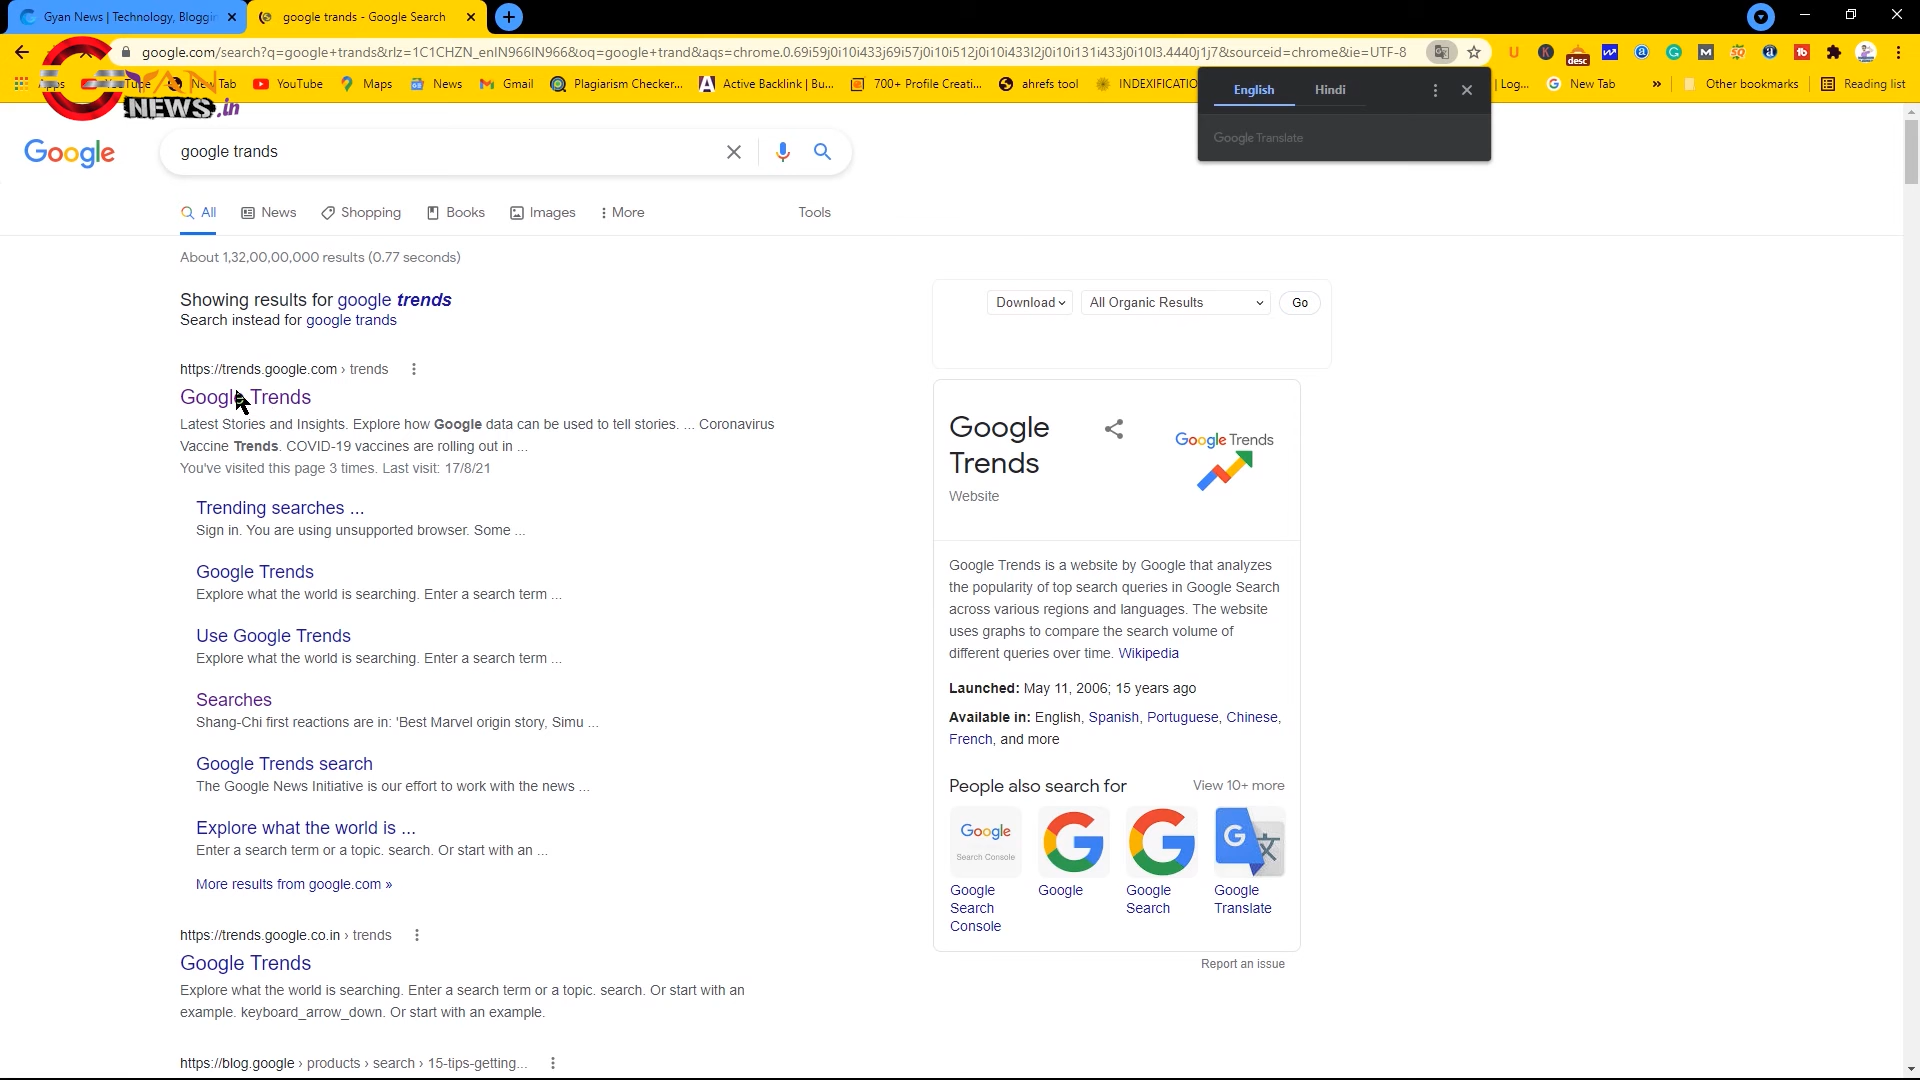 Gyan News | Technology, Bloggin
google trands - Google Search
google.com/search?q=google+trands&rlz=1C1CHZN_enIN966IN966&oq=google+trand&aqs=chrome.0.69i59j0i10i433j69i57j0i10i512j0i10i433l2j0i10i131i433j0i10l3.4440j1j7&sourceid=chrome&ie=UTF-8
desc
Apps
YouTube
New Tab
YouTube
Maps
News
Gmail
Plagiarism Checker...
Active Backlink | Bu...
700+ Profile Creati...
ahrefs tool
INDEXIFICATIO
| Log...
New Tab
»
Other bookmarks
Reading list
GYAN
NEWS.in
English
Hindi
Google Translate
Google
google trands
All
News
Shopping
Books
Images
More
Tools
About 1,32,00,00,000 results (0.77 seconds)
Showing results for google trends
Search instead for google trands
https://trends.google.com › trends
Google Trends
Latest Stories and Insights. Explore how Google data can be used to tell stories. ... Coronavirus
Vaccine Trends. COVID-19 vaccines are rolling out in ...
You've visited this page 3 times. Last visit: 17/8/21
Trending searches ...
Sign in. You are using unsupported browser. Some ...
Google Trends
Explore what the world is searching. Enter a search term ...
Use Google Trends
Explore what the world is searching. Enter a search term ...
Searches
Shang-Chi first reactions are in: 'Best Marvel origin story, Simu ...
Google Trends search
The Google News Initiative is our effort to work with the news ...
Explore what the world is ...
Enter a search term or a topic. search. Or start with an ...
More results from google.com »
https://trends.google.co.in › trends
Google Trends
Explore what the world is searching. Enter a search term or a topic. search. Or start with an
example. keyboard_arrow_down. Or start with an example.
https://blog.google › products › search › 15-tips-getting...
Download
All Organic Results
Go
Google
Trends
Website
Google Trends
Google Trends is a website by Google that analyzes
the popularity of top search queries in Google Search
across various regions and languages. The website
uses graphs to compare the search volume of
different queries over time. Wikipedia
Launched: May 11, 2006; 15 years ago
Available in: English, Spanish, Portuguese, Chinese,
French, and more
People also search for
View 10+ more
Google
Search Console
Google
Search
Console
Google
Google
Search
Google
Translate
Report an issue